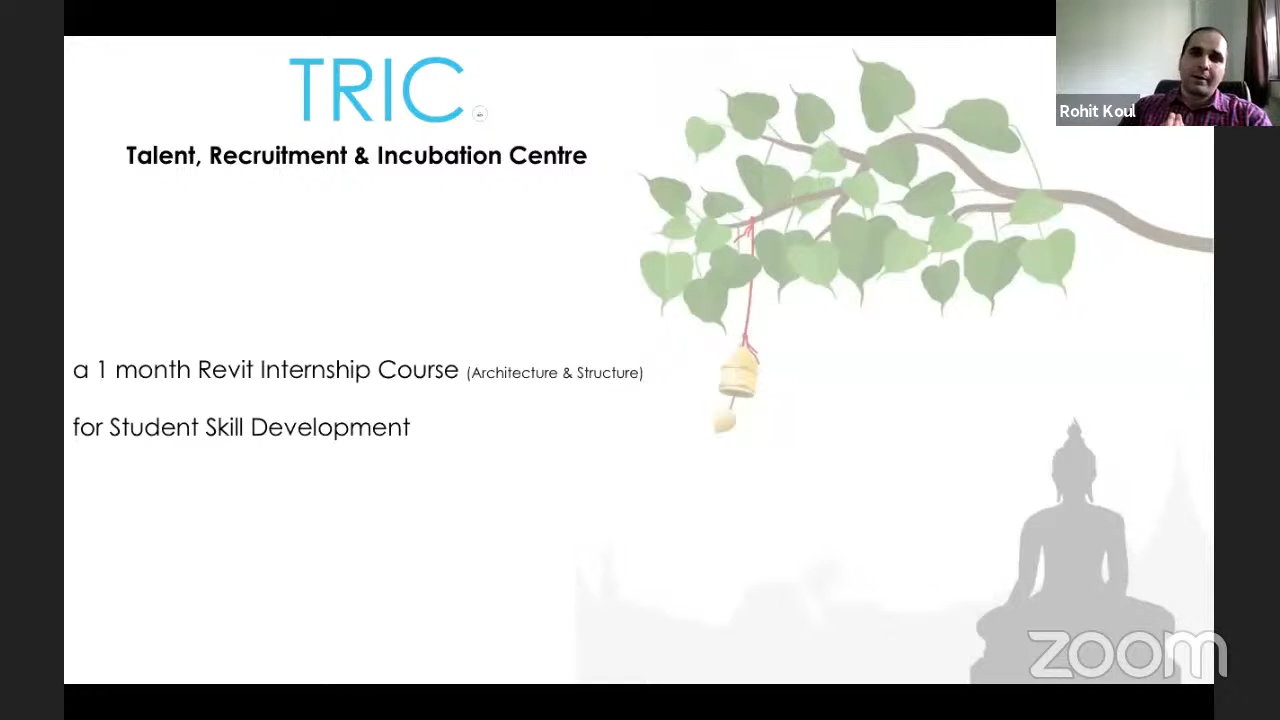 TRIC
Talent, Recruitment & Incubation Centre
Rohit Koul
a 1 month Revit Internship Course (Architecture & Structure)
for Student Skill Development
zoom